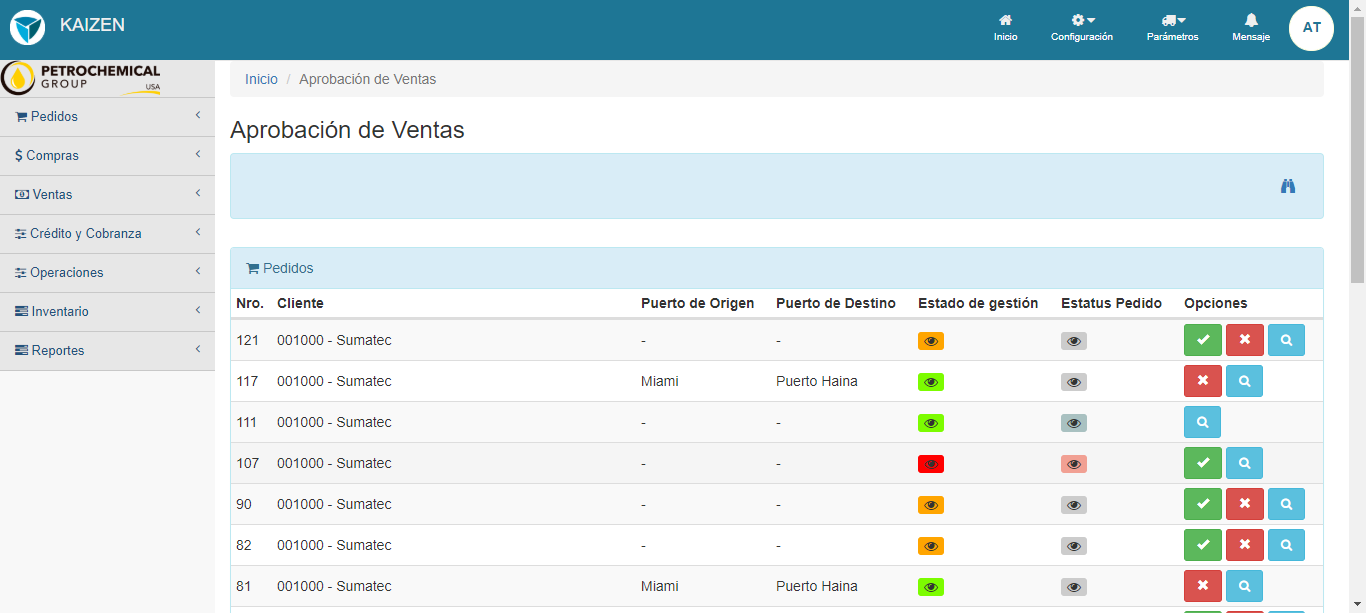 KAIZEN
Inicio
Configuración
Parámetros
Mensaje
AT
PETROCHEMICAL
GROUP
USA
Pedidos
Compras
Ventas
Crédito y Cobranza
Operaciones
Inventario
Reportes
Inicio / Aprobación de Ventas
Aprobación de Ventas
Pedidos
Nro. Cliente Puerto de Origen Puerto de Destino Estado de gestión Estatus Pedido Opciones
121 001000 - Sumatec - -
117 001000 - Sumatec Miami Puerto Haina
111 001000 - Sumatec - -
107 001000 - Sumatec - -
90 001000 - Sumatec - -
82 001000 - Sumatec - -
81 001000 - Sumatec Miami Puerto Haina